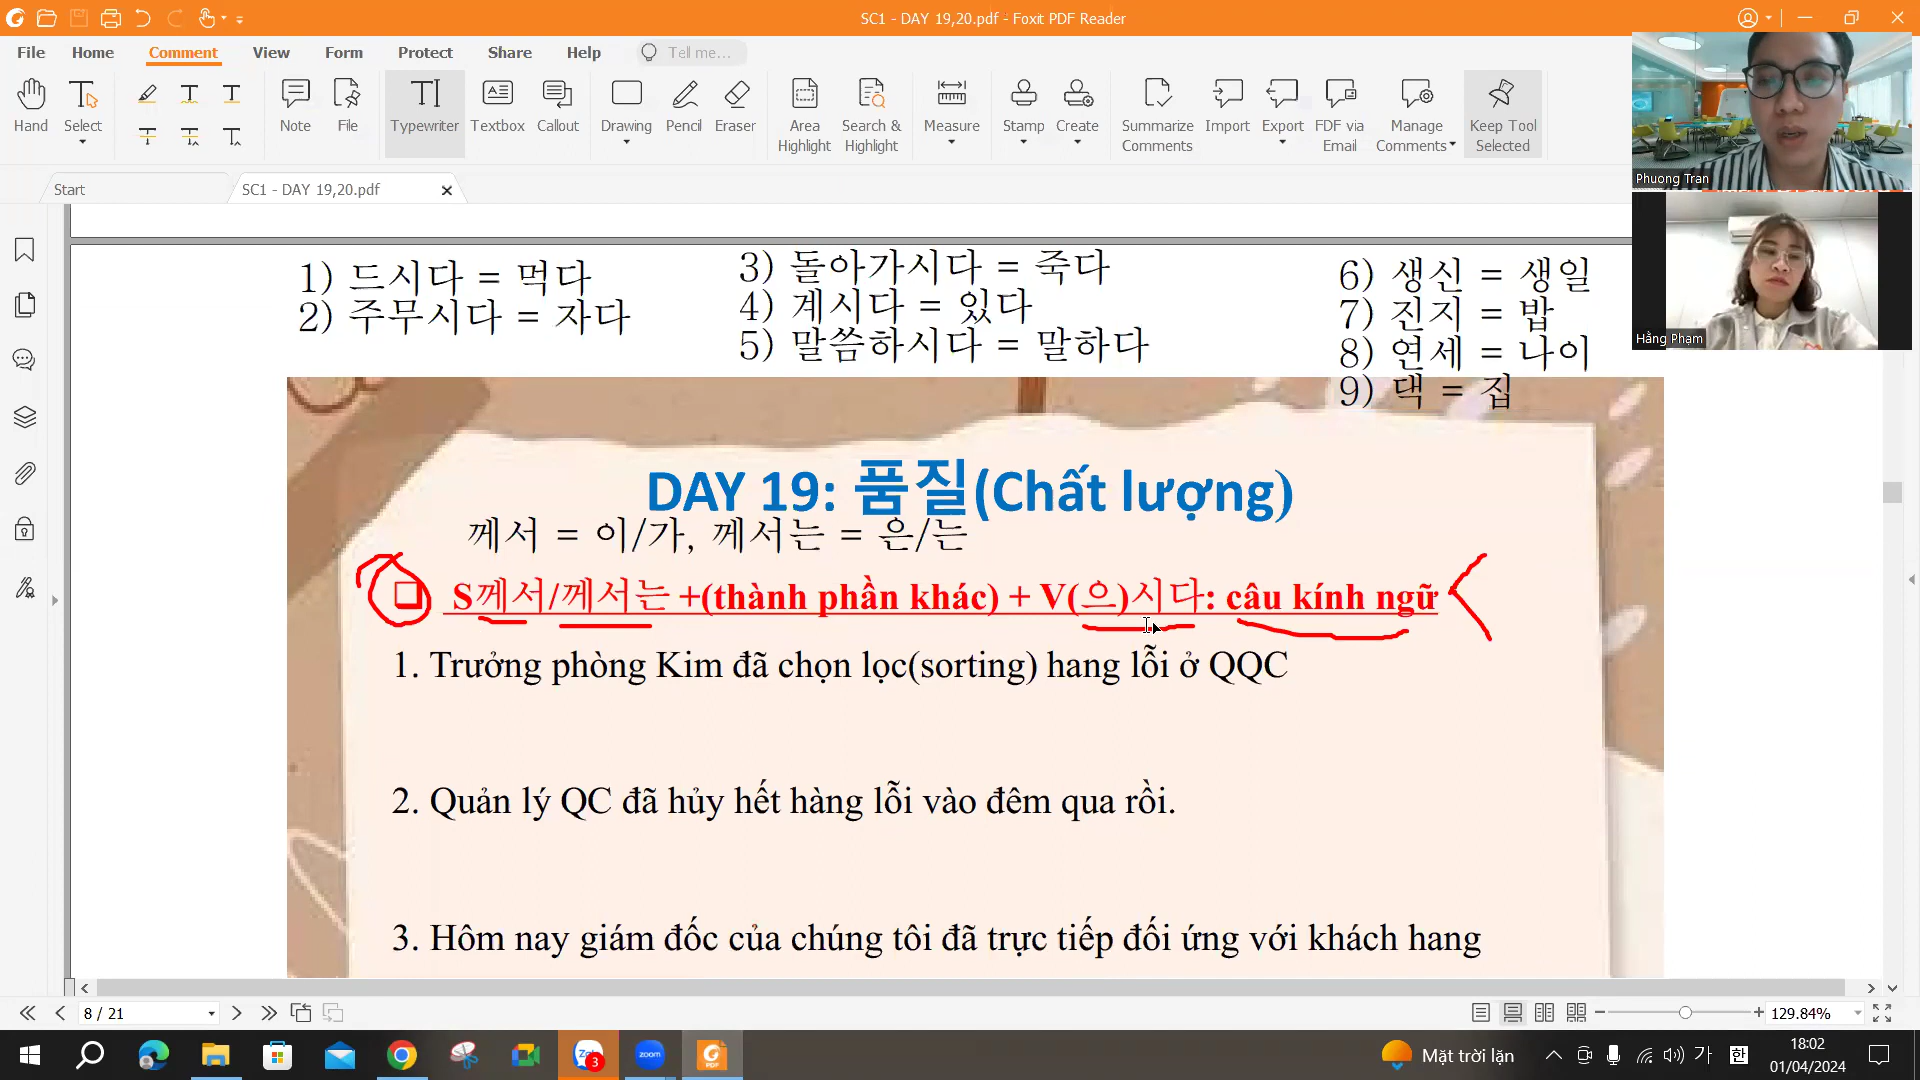 SC1 - DAY 19,20.pdf - Foxit PDF Reader
File Home Comment View Form Protect Share Help Tell me...
Hand Select Note File Typewriter Textbox Callout Drawing Pencil Eraser Area Highlight Search & Highlight Measure Stamp Create Summarize Comments Import Export FDF via Email Manage Comments Keep Tool Selected
Phuong Tran
Start SC1 - DAY 19,20.pdf
Hằng Phạm
1) 드시다 = 먹다
2) 주무시다 = 자다
3) 돌아가시다 = 죽다
4) 계시다 = 있다
5) 말씀하시다 = 말하다
6) 생신 = 생일
7) 진지 = 밥
8) 연세 = 나이
9) 댁 = 집
DAY 19: 품질(Chất lượng)
께서 = 이/가, 께서는 = 은/는
S께서/께서는 +(thành phần khác) + V(으)시다: câu kính ngữ
1. Trưởng phòng Kim đã chọn lọc(sorting) hang lỗi ở QQC
2. Quản lý QC đã hủy hết hàng lỗi vào đêm qua rồi.
3. Hôm nay giám đốc của chúng tôi đã trực tiếp đối ứng với khách hang
8 / 21
129.84%
zoom
3
Mặt trời lặn
가
한
18:02
01/04/2024